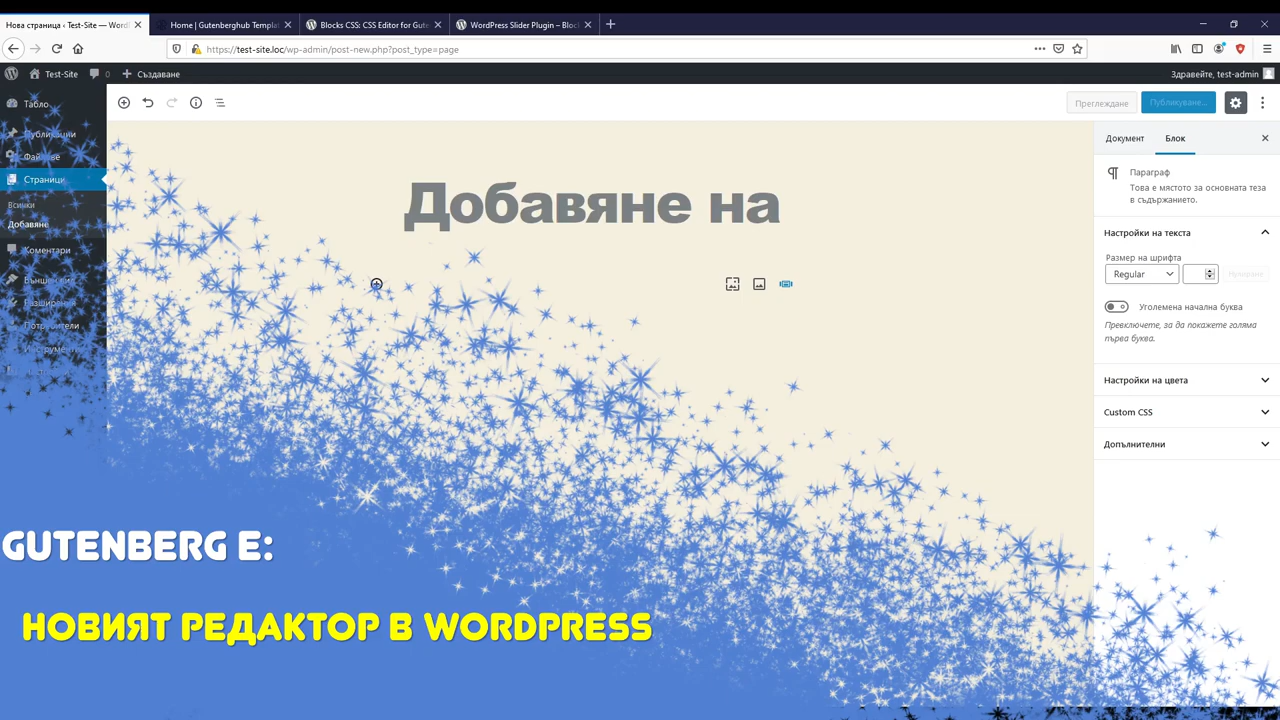 Нова страница ‹ Test-Site — Word
Home | Gutenberghub Templat
Blocks CSS: CSS Editor for Gute
WordPress Slider Plugin – Block
https://test-site.loc/wp-admin/post-new.php?post_type=page
Test-Site
0
Създаване
Здравейте, test-admin
Табло
Публикации
Файлове
Страници
Всички
Добавяне
Коментари
Потребители
Преглеждане
Публикуване...
Документ
Блок
Параграф
Това е мястото за основната теза
в съдържанието.
Настройки на текста
Размер на шрифта
Regular
Нулиране
Уголемена начална буква
Превключете, за да покажете голяма
първа буква.
Настройки на цвета
Custom CSS
Допълнителни
Добавяне на
GUTENBERG Е:
НОВИЯТ РЕДАКТОР В WORDPRESS